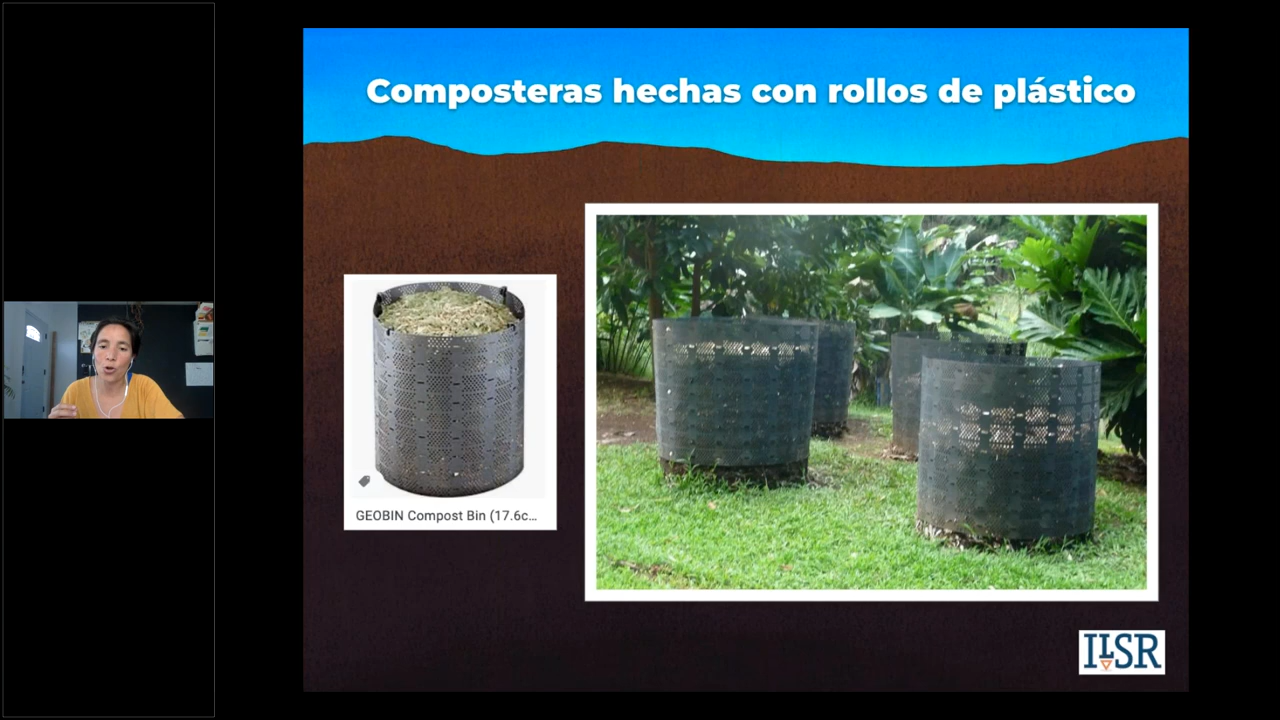 Composteras hechas con rollos de plástico
GEOBIN Compost Bin (17.6c...
ILSR